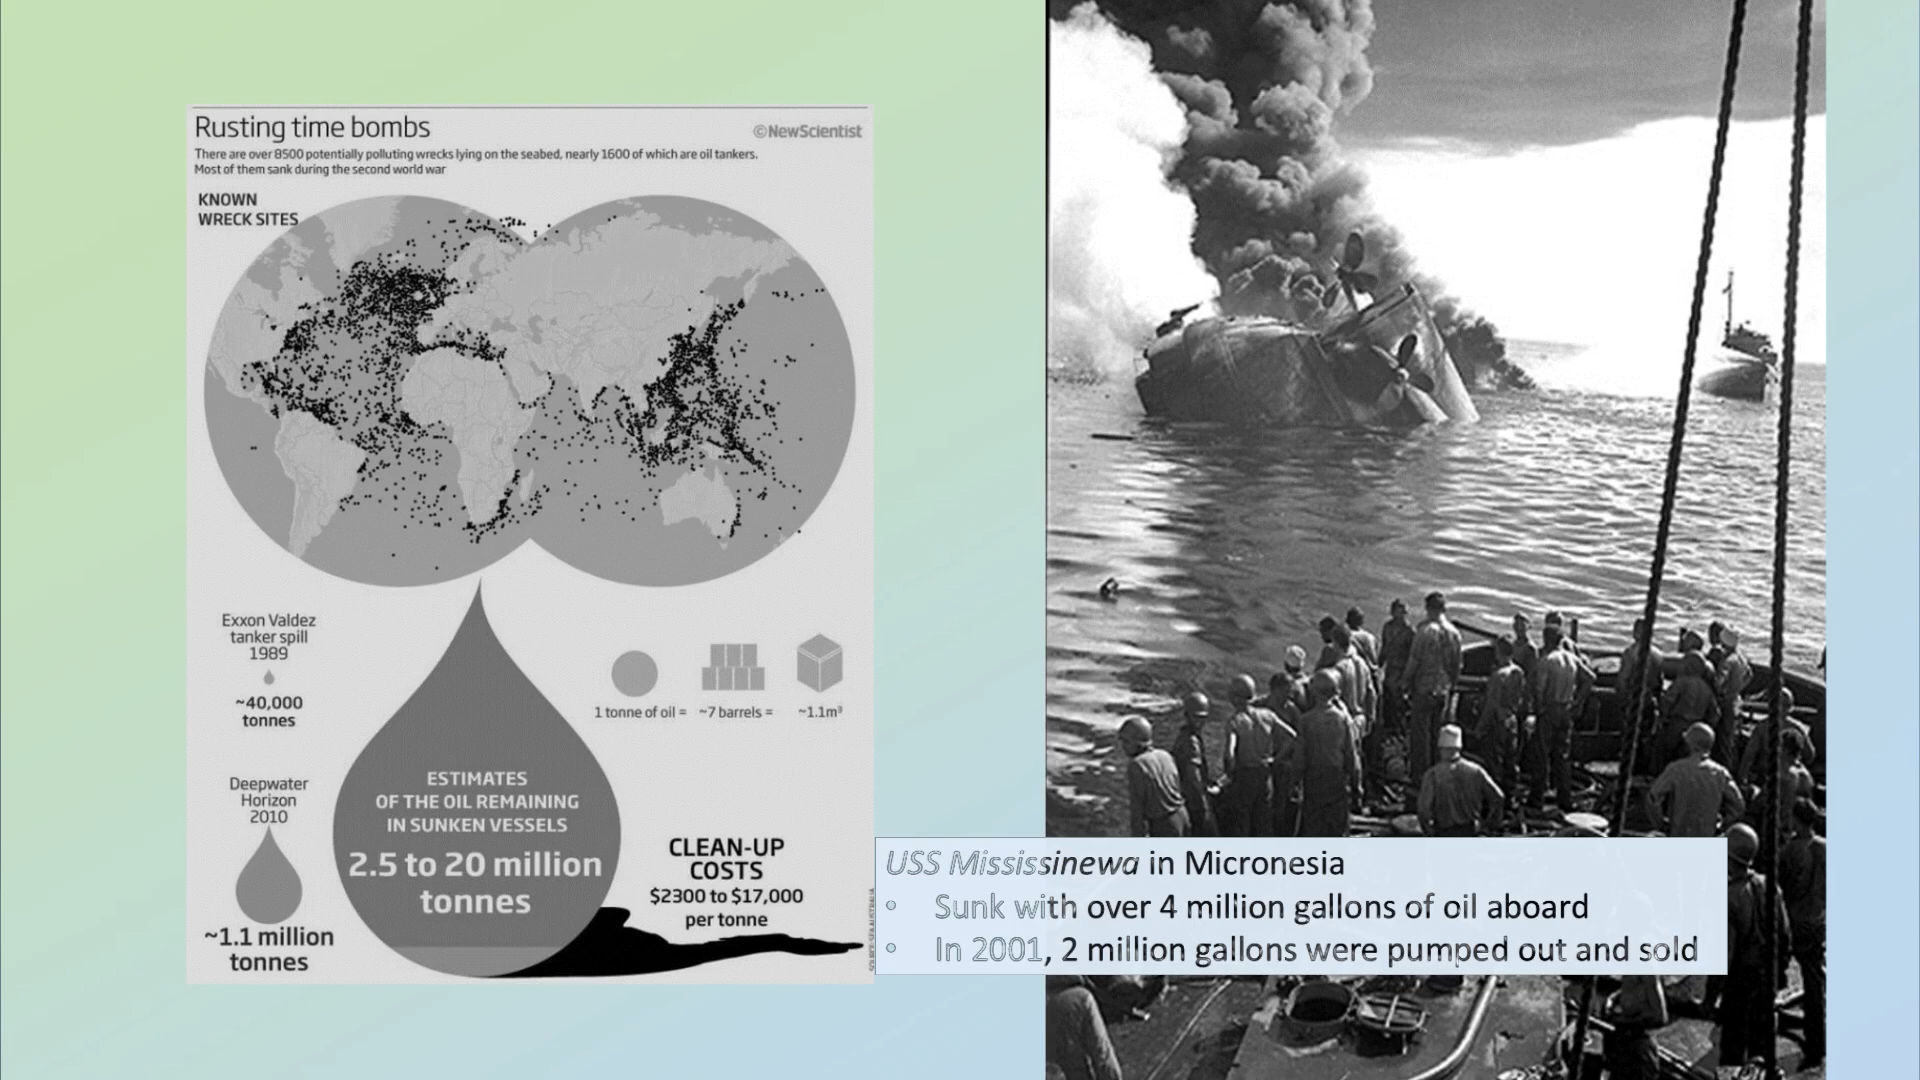 Rusting time bombs
©NewScientist
There are over 8500 potentially polluting wrecks lying on the seabed, nearly 1600 of which are oil tankers.
Most of them sank during the second world war
KNOWN
WRECK SITES
Exxon Valdez
tanker spill
1989
~40,000
tonnes
1 tonne of oil = ~7 barrels = ~1.1m³
Deepwater
Horizon
2010
~1.1 million
tonnes
ESTIMATES
OF THE OIL REMAINING
IN SUNKEN VESSELS
2.5 to 20 million
tonnes
CLEAN-UP
COSTS
$2300 to $17,000
per tonne
SOURCE: SEA AUSTRALIA
USS Mississinewa in Micronesia
• Sunk with over 4 million gallons of oil aboard
• In 2001, 2 million gallons were pumped out and sold